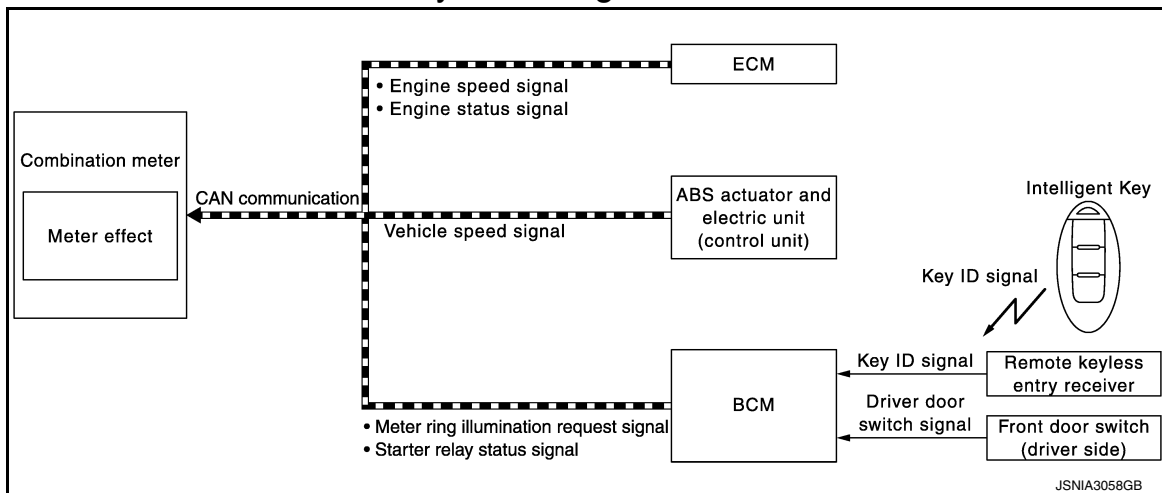 ECM
• Engine speed signal
• Engine status signal
Combination meter
Meter effect
CAN communication
Vehicle speed signal
ABS actuator and
electric unit
(control unit)
Intelligent Key
Key ID signal
BCM
Key ID signal
Remote keyless
entry receiver
Driver door
switch signal
Front door switch
(driver side)
• Meter ring illumination request signal
• Starter relay status signal
JSNIA3058GB